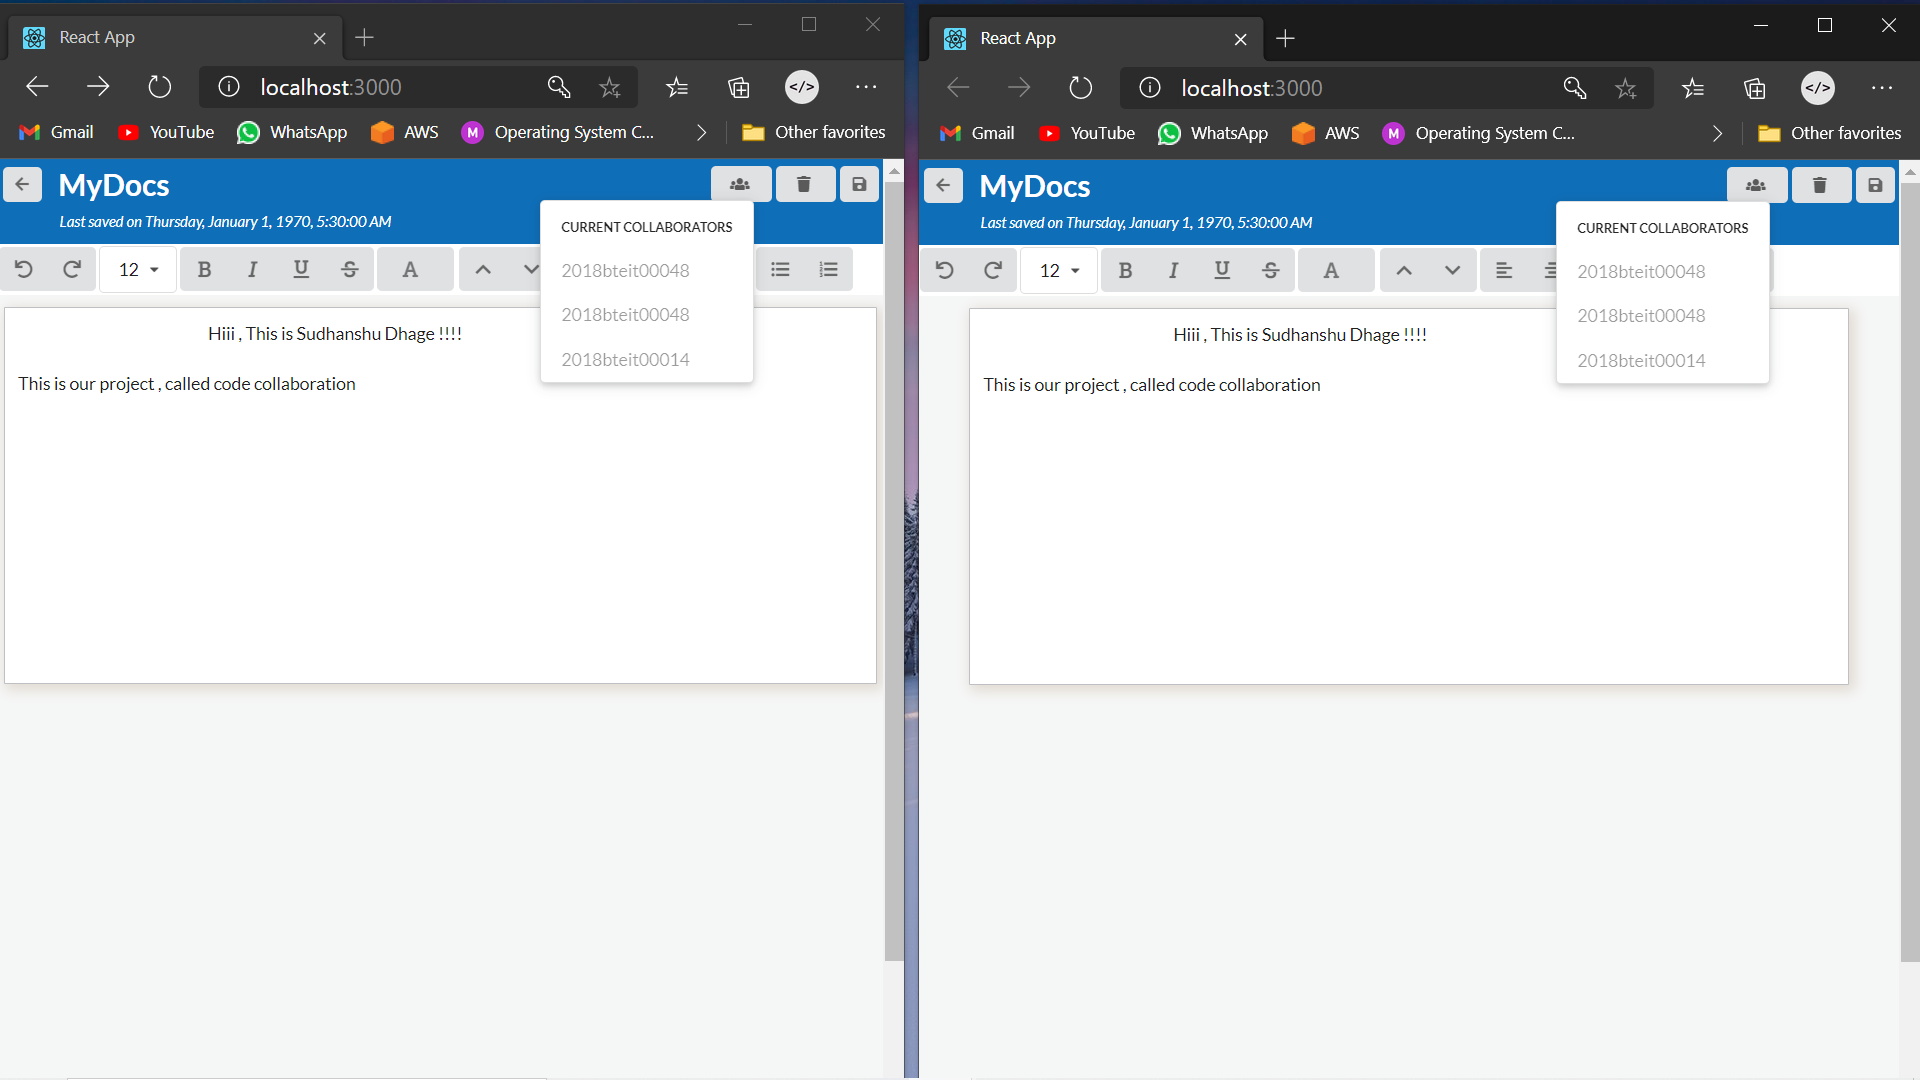 React App
localhost:3000
Gmail YouTube WhatsApp AWS M Operating System C... Other favorites
MyDocs
Last saved on Thursday, January 1, 1970, 5:30:00 AM
CURRENT COLLABORATORS
2018bteit00048
2018bteit00048
2018bteit00014
12 B I U S A
Hiii , This is Sudhanshu Dhage !!!!
This is our project , called code collaboration
React App
localhost:3000
Gmail YouTube WhatsApp AWS M Operating System C... Other favorites
MyDocs
Last saved on Thursday, January 1, 1970, 5:30:00 AM
CURRENT COLLABORATORS
2018bteit00048
2018bteit00048
2018bteit00014
12 B I U S A
Hiii , This is Sudhanshu Dhage !!!!
This is our project , called code collaboration